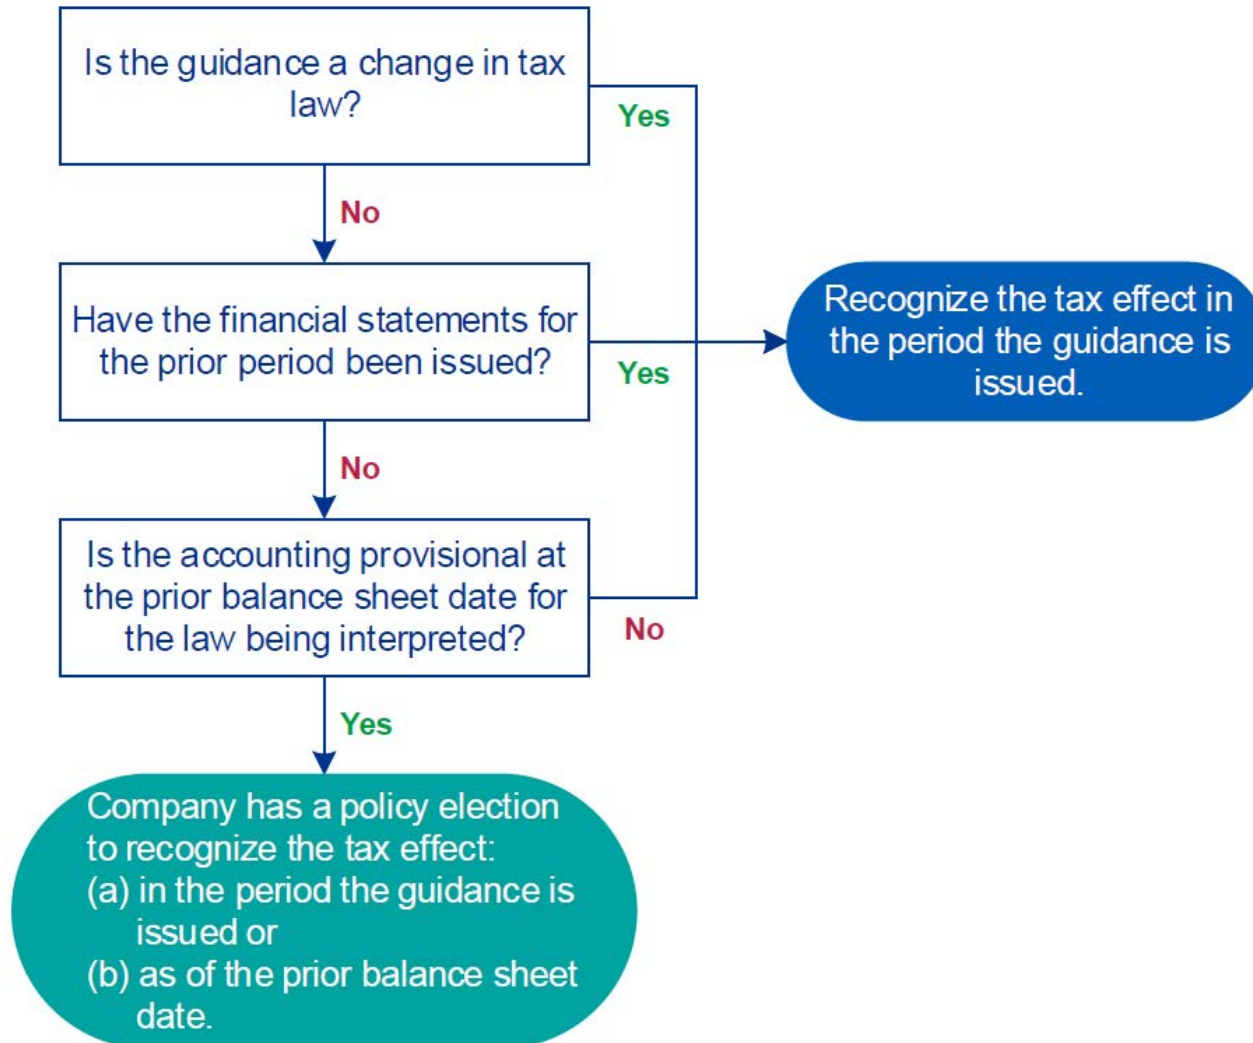 Is the guidance a change in tax
law?
Yes
No
Have the financial statements for
the prior period been issued?
Yes
Recognize the tax effect in
the period the guidance is
issued.
No
Is the accounting provisional at
the prior balance sheet date for
the law being interpreted?
No
Yes
Company has a policy election
to recognize the tax effect:
(a) in the period the guidance is
issued or
(b) as of the prior balance sheet
date.